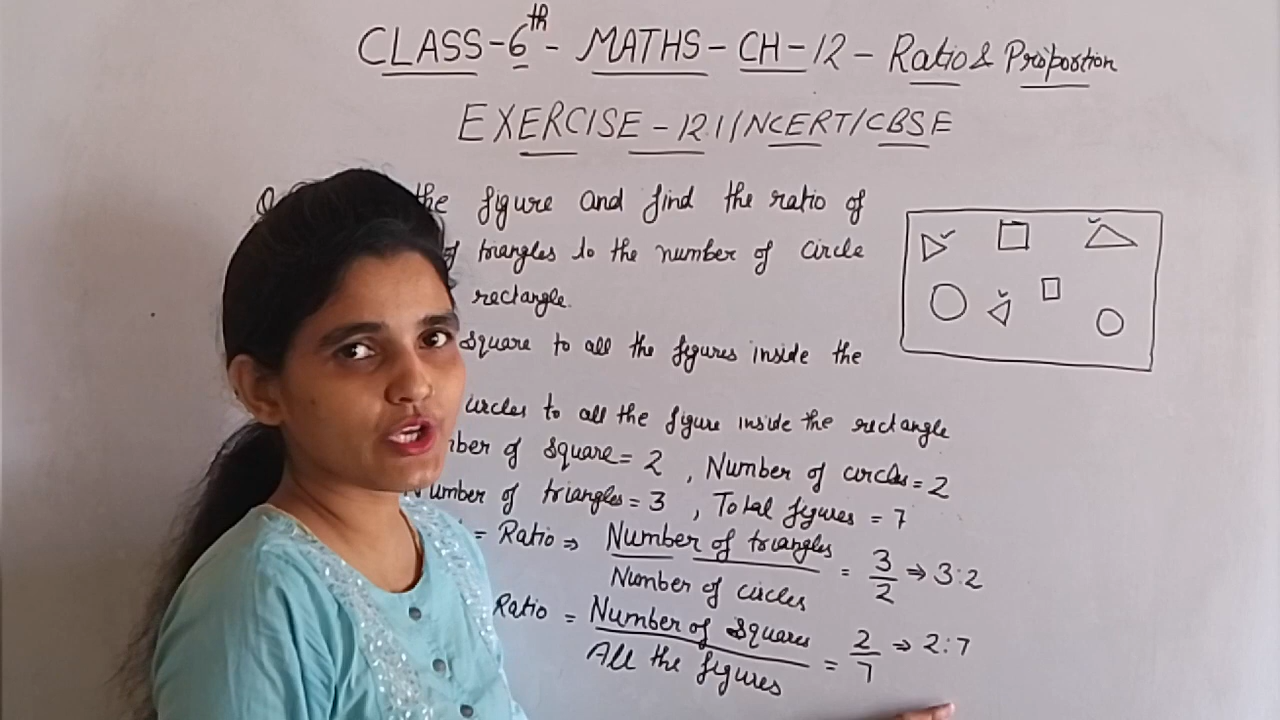 CLASS-6th- MATHS- CH-12- Ratio & Proportion
EXERCISE-12.1/NCERT/CBSE
the figure and find the ratio of
of triangles to the number of circle
rectangle.
square to all the figures inside the
circles to all the figure inside the rectangle
of square = 2, Number of circles = 2
Number of triangles = 3, Total figures = 7
= Ratio ⇒ Number of triangles / Number of circles = 3/2 ⇒ 3:2
Ratio = Number of squares / All the figures = 2/7 ⇒ 2:7